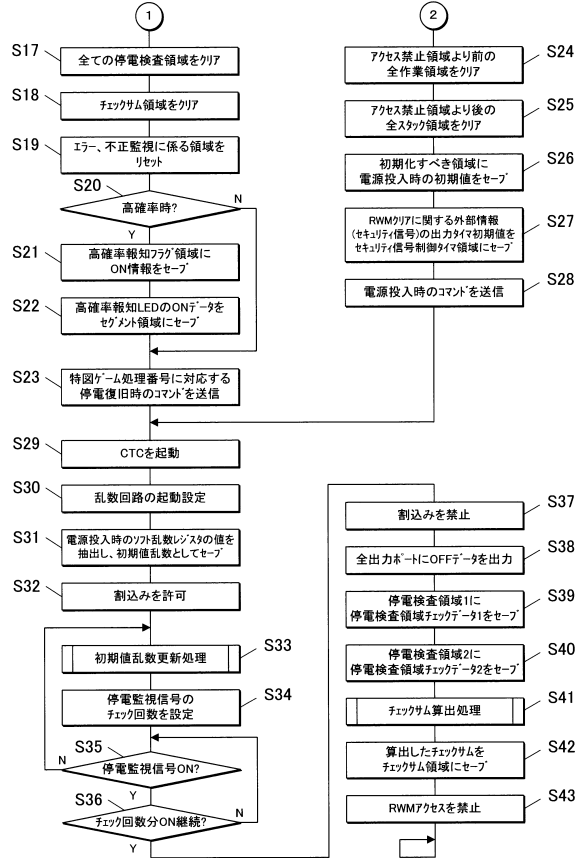 1
S17
全ての停電検査領域をクリア
S18
チェックサム領域をクリア
S19
エラー、不正監視に係る領域を
リセット
S20
高確率時?
N
Y
S21
高確率報知フラグ領域に
ON情報をセーブ
S22
高確率報知LEDのONデータを
セグメント領域にセーブ
S23
特図ゲーム処理番号に対応する
停電復旧時のコマンドを送信
S29
CTCを起動
S30
乱数回路の起動設定
S31
電源投入時のソフト乱数レジスタの値を
抽出し、初期値乱数としてセーブ
S32
割込みを許可
S33
初期値乱数更新処理
S34
停電監視信号の
チェック回数を設定
S35
停電監視信号ON?
N
Y
S36
チェック回数分ON継続?
N
Y
2
S24
アクセス禁止領域より前の
全作業領域をクリア
S25
アクセス禁止領域より後の
全スタック領域をクリア
S26
初期化すべき領域に
電源投入時の初期値をセーブ
S27
RWMクリアに関する外部情報
(セキュリティ信号)の出力タイマ初期値を
セキュリティ信号制御タイマ領域にセーブ
S28
電源投入時のコマンドを送信
S37
割込みを禁止
S38
全出力ポートにOFFデータを出力
S39
停電検査領域1に
停電検査領域チェックデータ1をセーブ
S40
停電検査領域2に
停電検査領域チェックデータ2をセーブ
S41
チェックサム算出処理
S42
算出したチェックサムを
チェックサム領域にセーブ
S43
RWMアクセスを禁止